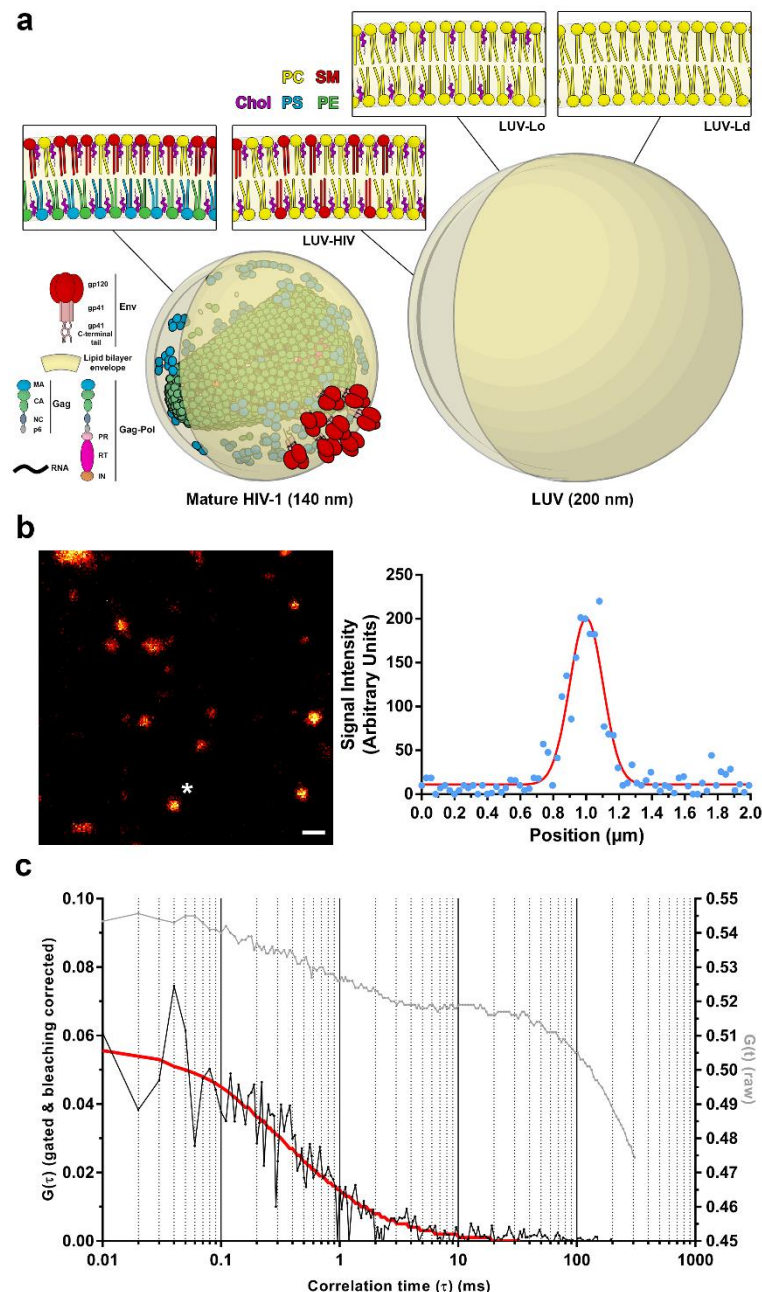 a
PC SM
Chol PS PE
LUV-Lo
LUV-Ld
LUV-HIV
gp120
gp41
gp41
C-terminal
tail
Env
Lipid bilayer
envelope
MA
CA
NC
p6
Gag
PR
RT
IN
Gag-Pol
RNA
Mature HIV-1 (140 nm)
LUV (200 nm)
b
*
Signal Intensity
(Arbitrary Units)
250
200
150
100
50
0
0.0 0.2 0.4 0.6 0.8 1.0 1.2 1.4 1.6 1.8 2.0
Position (µm)
c
G(τ) (gated & bleaching corrected)
0.10
0.08
0.06
0.04
0.02
0.00
0.55
0.54
0.53
0.52
0.51
0.50
0.49
0.48
0.47
0.46
0.45
G(t) (raw)
0.01 0.1 1 10 100 1000
Correlation time (τ) (ms)